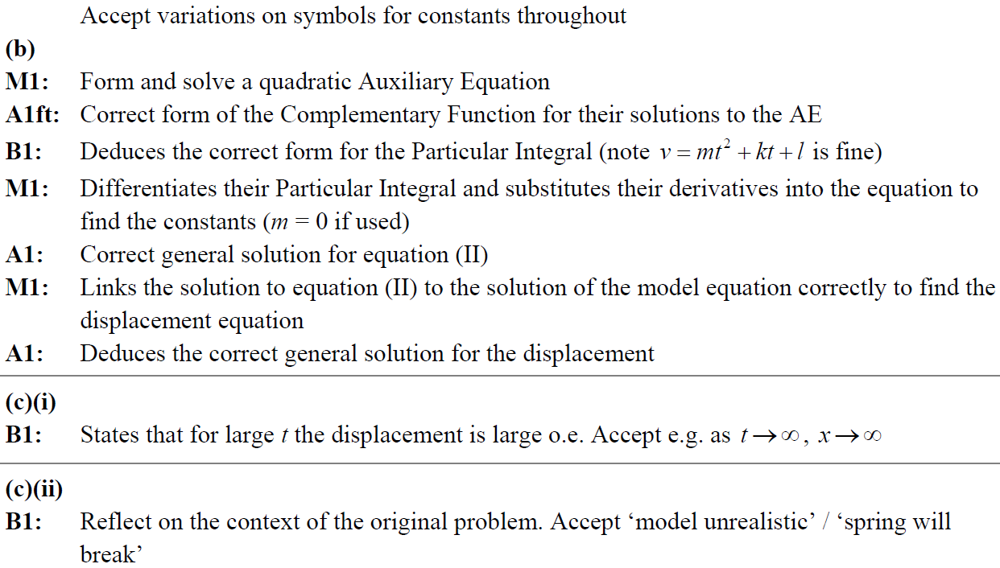 Accept variations on symbols for constants throughout
(b)
M1: Form and solve a quadratic Auxiliary Equation
A1ft: Correct form of the Complementary Function for their solutions to the AE
B1: Deduces the correct form for the Particular Integral (note v = mt² + kt + l is fine)
M1: Differentiates their Particular Integral and substitutes their derivatives into the equation to
find the constants (m = 0 if used)
A1: Correct general solution for equation (II)
M1: Links the solution to equation (II) to the solution of the model equation correctly to find the
displacement equation
A1: Deduces the correct general solution for the displacement
(c)(i)
B1: States that for large t the displacement is large o.e. Accept e.g. as t→∞, x→∞
(c)(ii)
B1: Reflect on the context of the original problem. Accept ‘model unrealistic’ / ‘spring will
break’